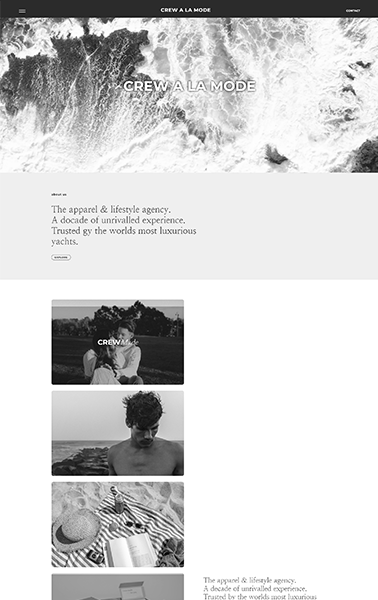 CREW A LA MODE
CONTACT
CREW A LA MODE
about us
The apparel & lifestyle agency.
A docade of unrivalled experience.
Trusted gy the worlds most luxurious
yachts.
EXPLORE
CREWMode
The apparel & lifestyle agency.
A decade of unrivalled experience.
Trusted by the worlds most luxurious